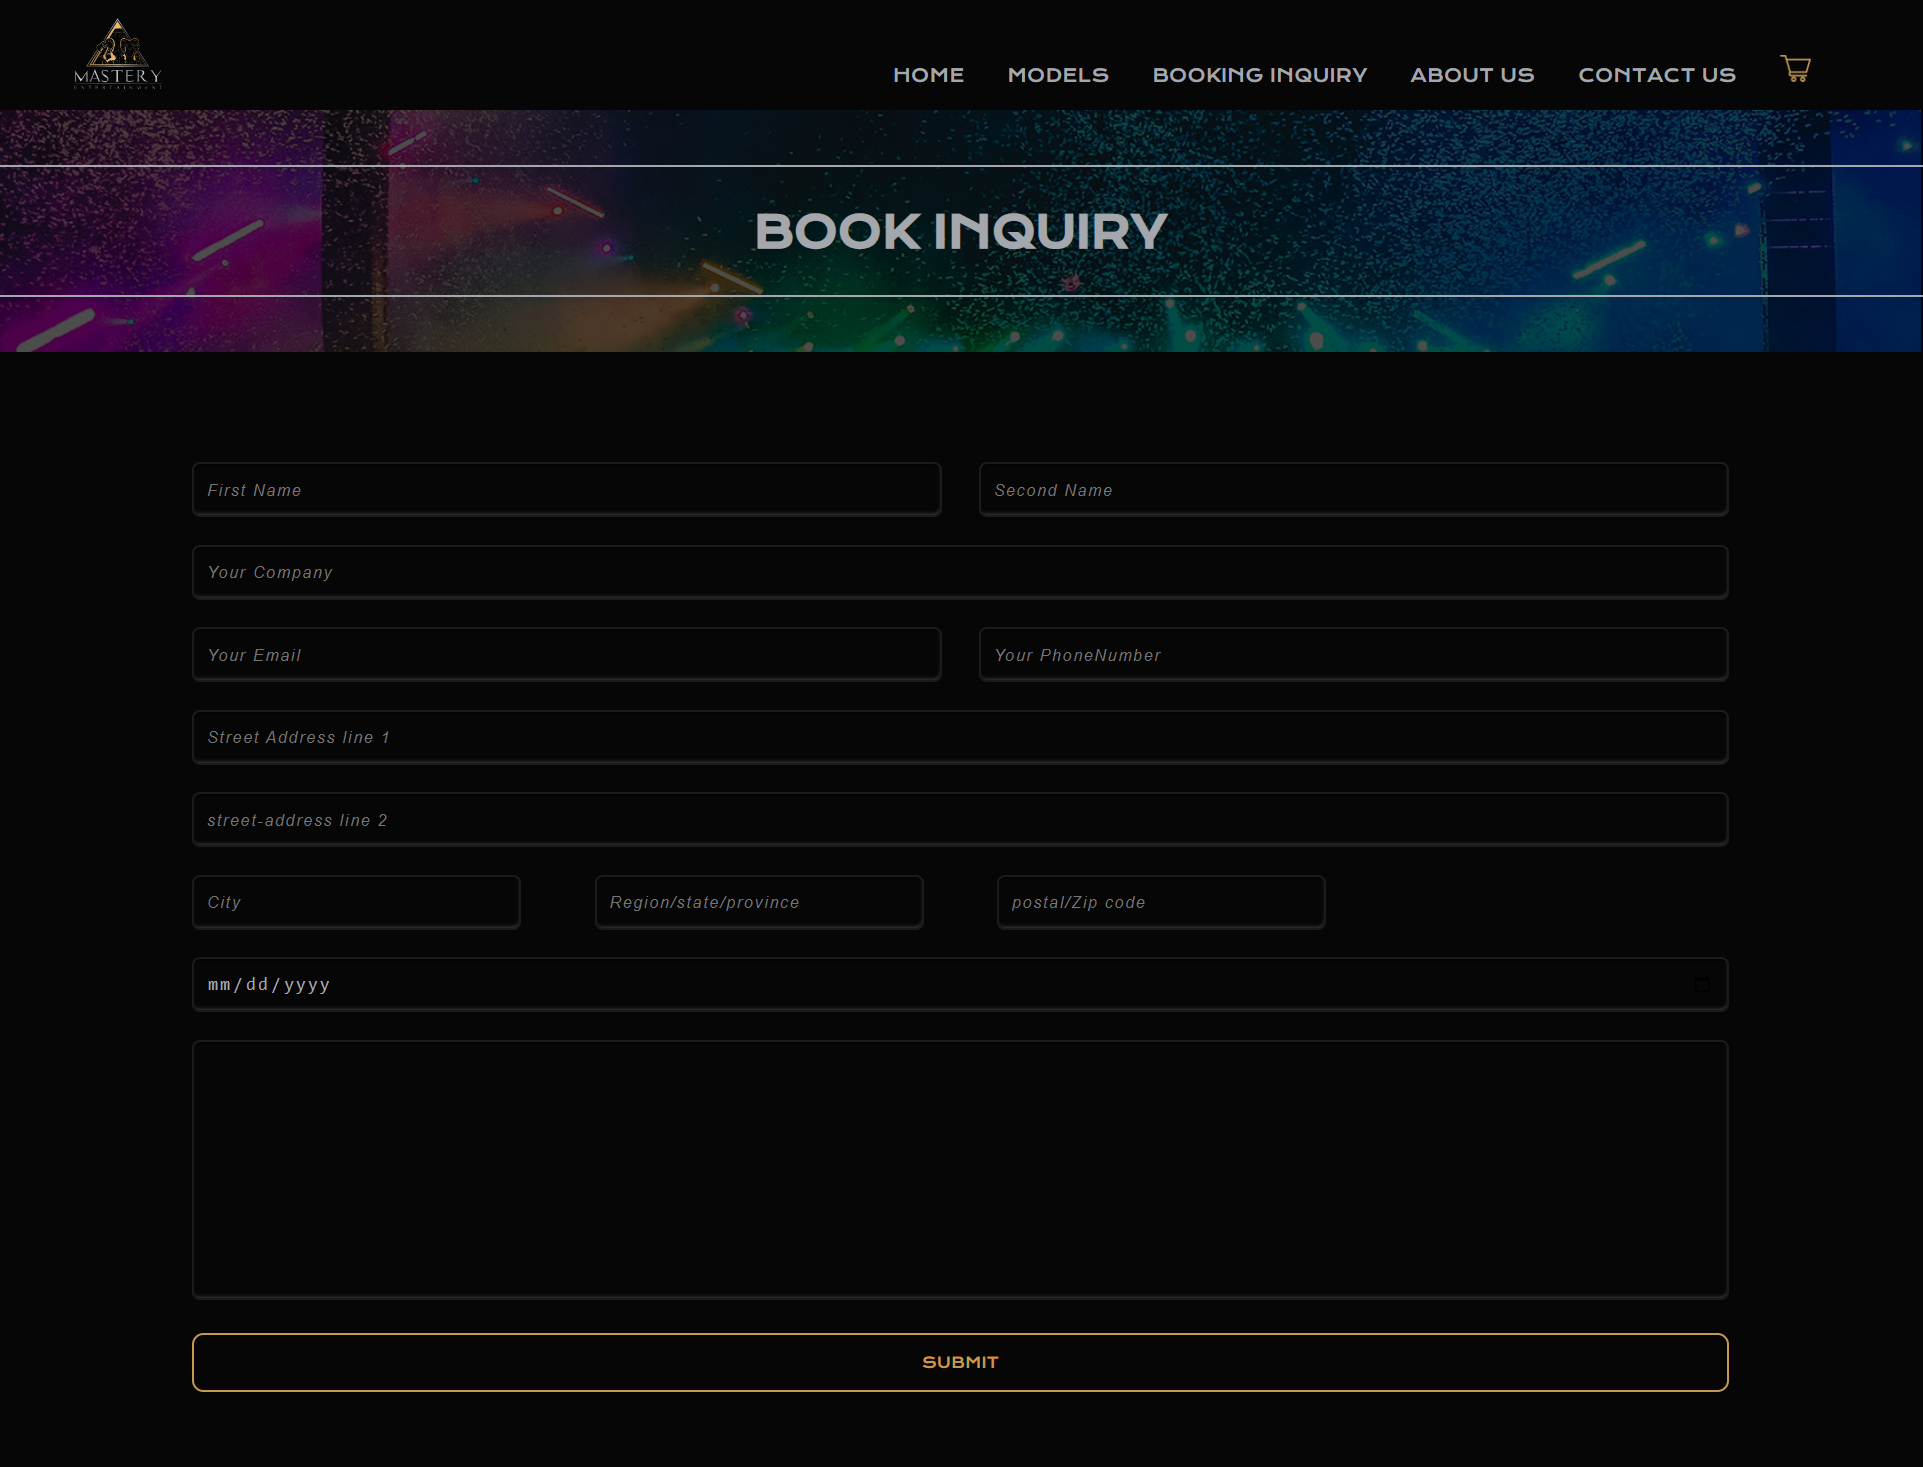 MASTERY
ENTERTAINMENT
HOME MODELS BOOKING INQUIRY ABOUT US CONTACT US
BOOK INQUIRY
First Name Second Name
Your Company
Your Email Your PhoneNumber
Street Address line 1
street-address line 2
City Region/state/province postal/Zip code
mm/dd/yyyy
SUBMIT